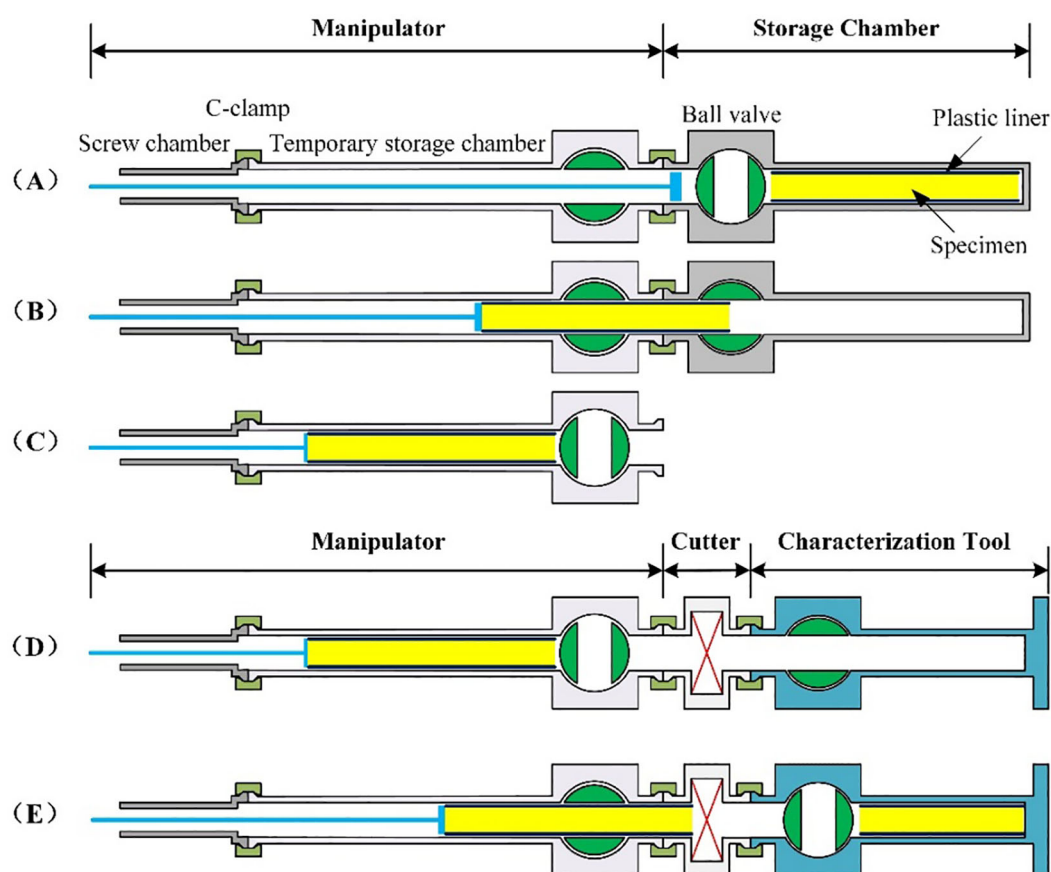 Manipulator
Storage Chamber
C-clamp
Ball valve
Plastic liner
Screw chamber
Temporary storage chamber
(A)
Specimen
(B)
(C)
Manipulator
Cutter
Characterization Tool
(D)
(E)